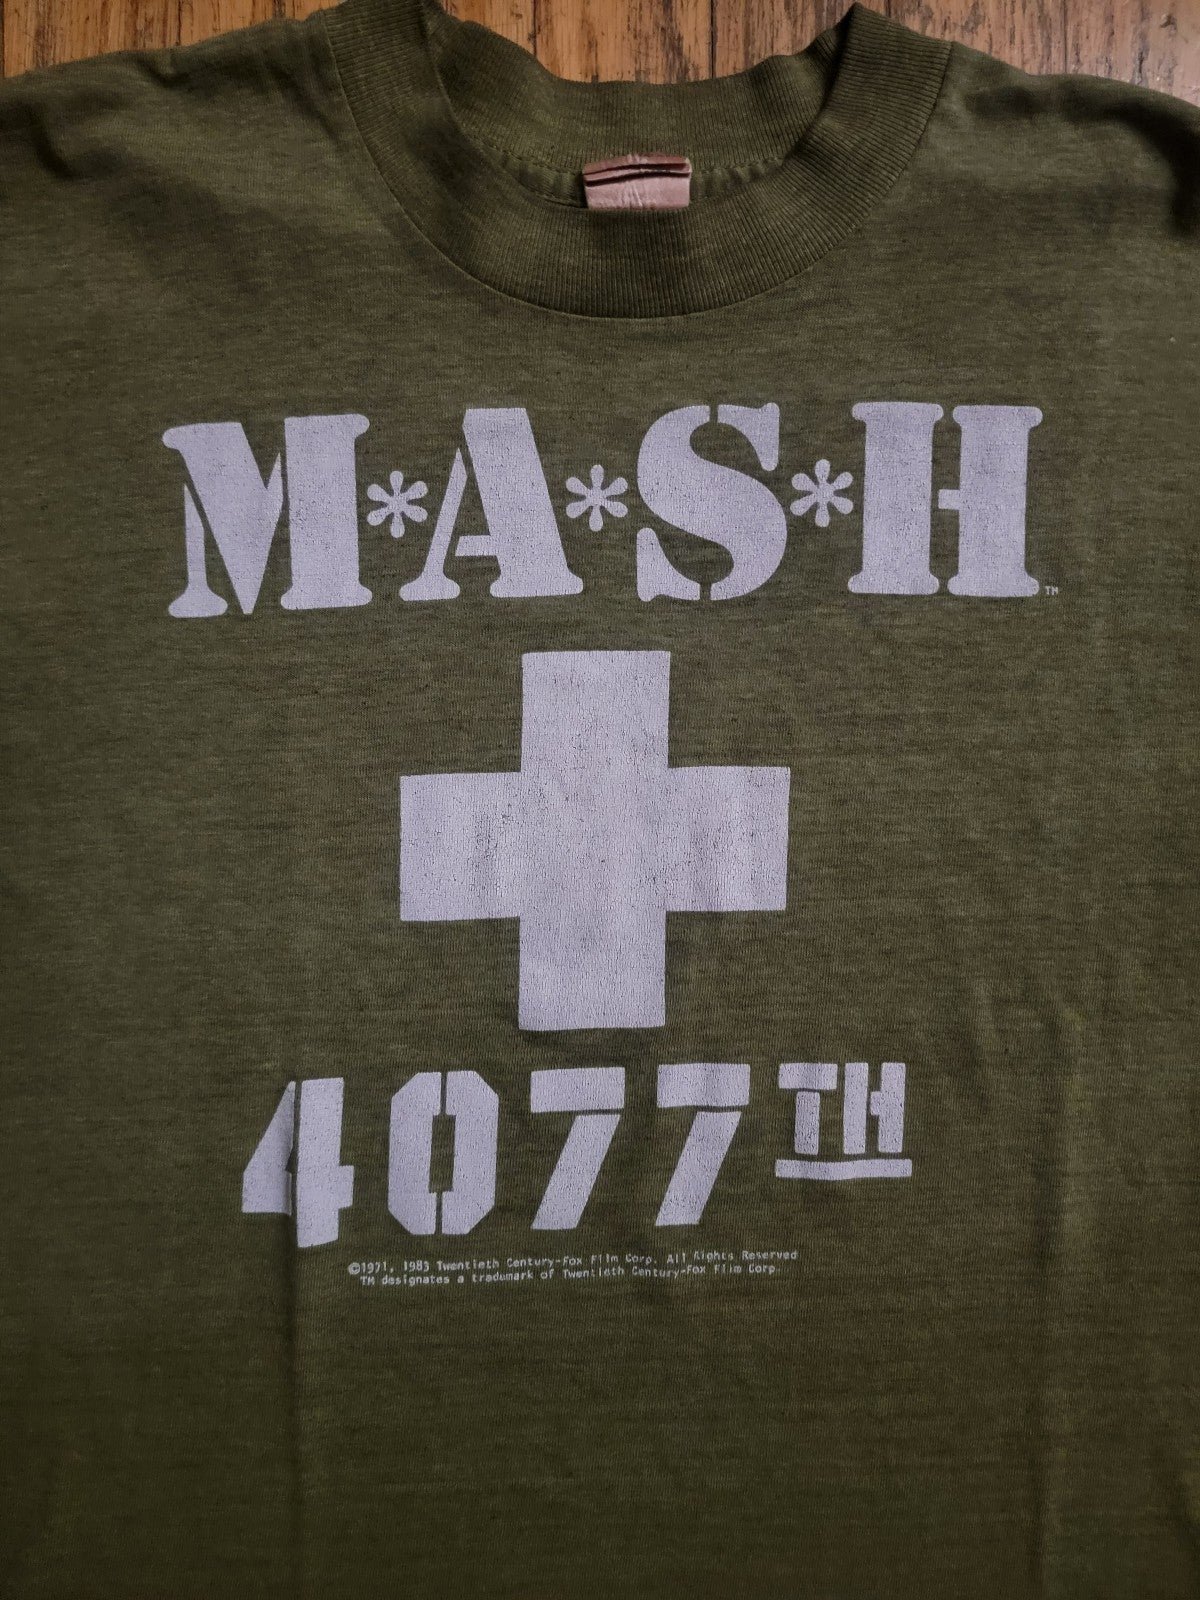 M*A*S*H™
4077TH
©1971, 1983 Twentieth Century-Fox Film Corp. All Rights Reserved
TM designates a trademark of Twentieth Century-Fox Film Corp.